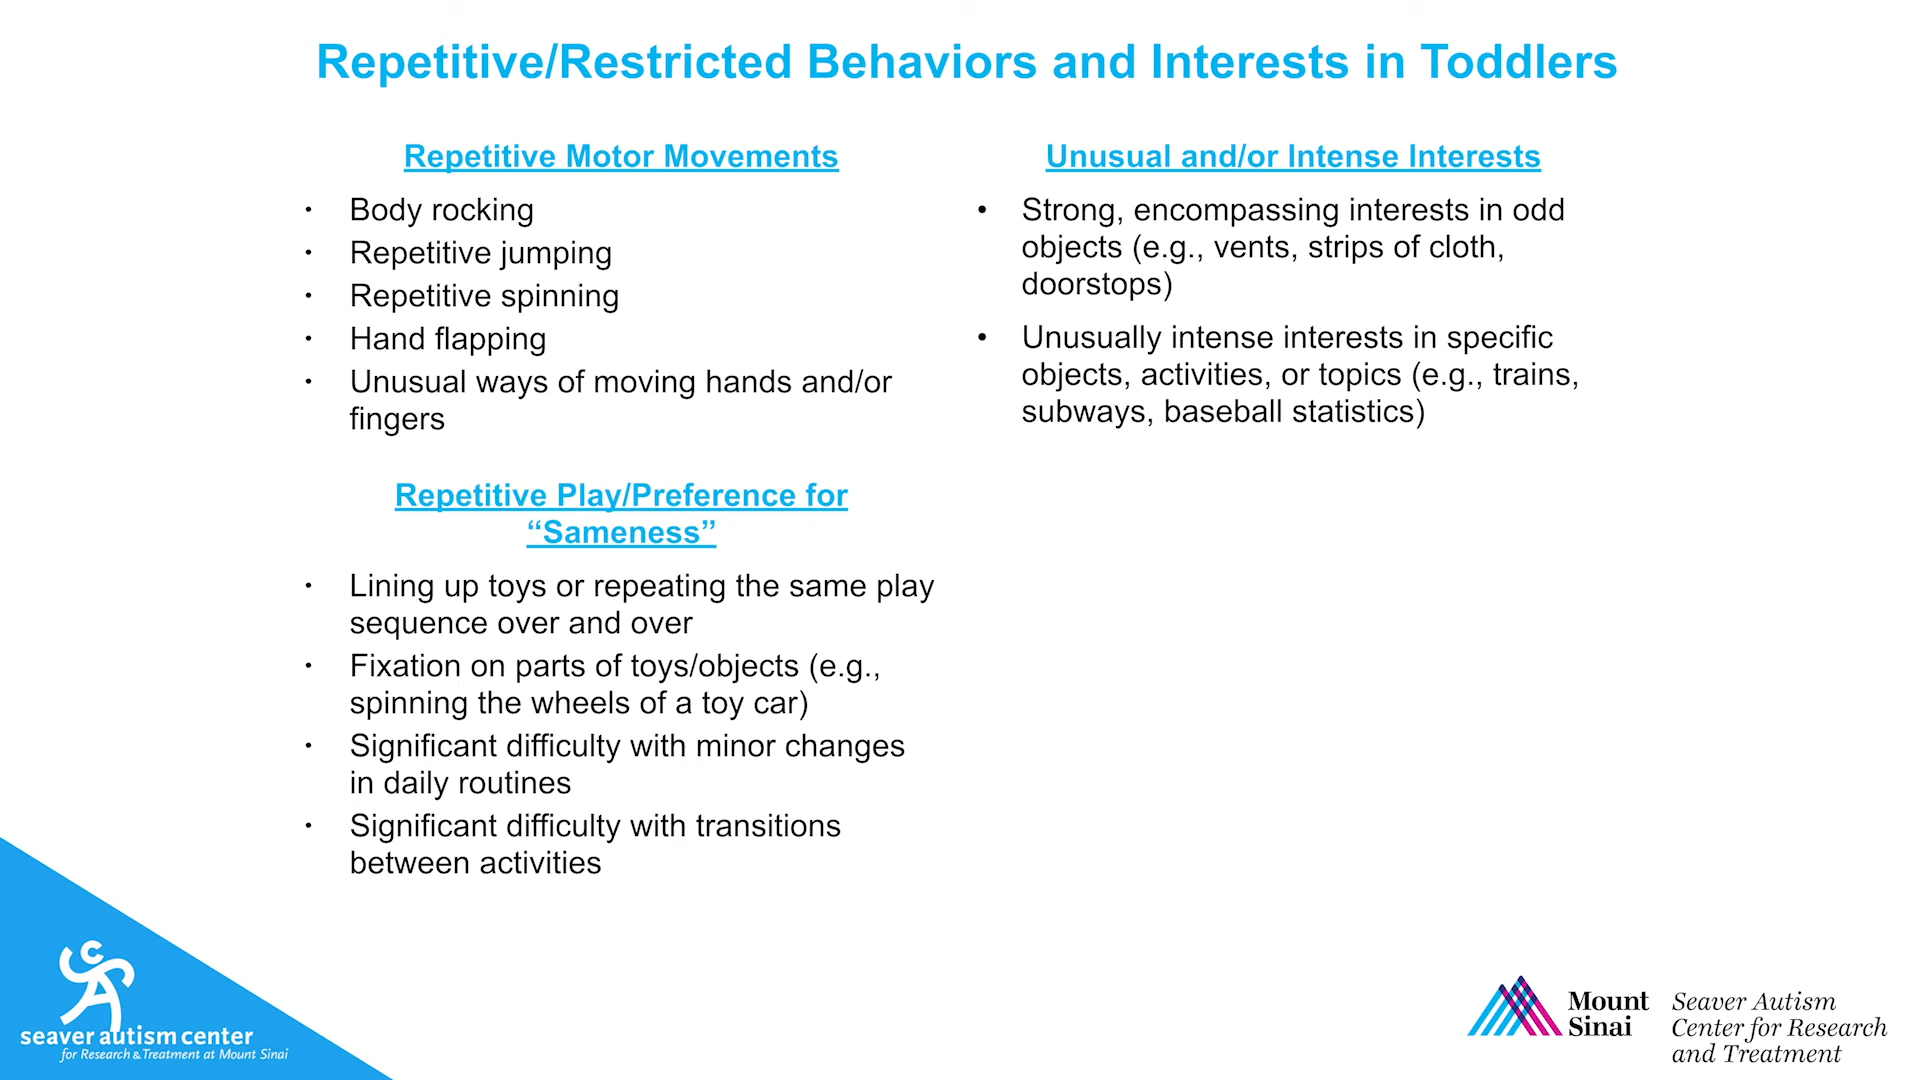 Repetitive/Restricted Behaviors and Interests in Toddlers
Repetitive Motor Movements
• Body rocking
• Repetitive jumping
• Repetitive spinning
• Hand flapping
• Unusual ways of moving hands and/or
fingers
Repetitive Play/Preference for
“Sameness”
• Lining up toys or repeating the same play
sequence over and over
• Fixation on parts of toys/objects (e.g.,
spinning the wheels of a toy car)
• Significant difficulty with minor changes
in daily routines
• Significant difficulty with transitions
between activities
Unusual and/or Intense Interests
• Strong, encompassing interests in odd
objects (e.g., vents, strips of cloth,
doorstops)
• Unusually intense interests in specific
objects, activities, or topics (e.g., trains,
subways, baseball statistics)
seaver autism center
for Research & Treatment at Mount Sinai
Mount
Sinai
Seaver Autism
Center for Research
and Treatment